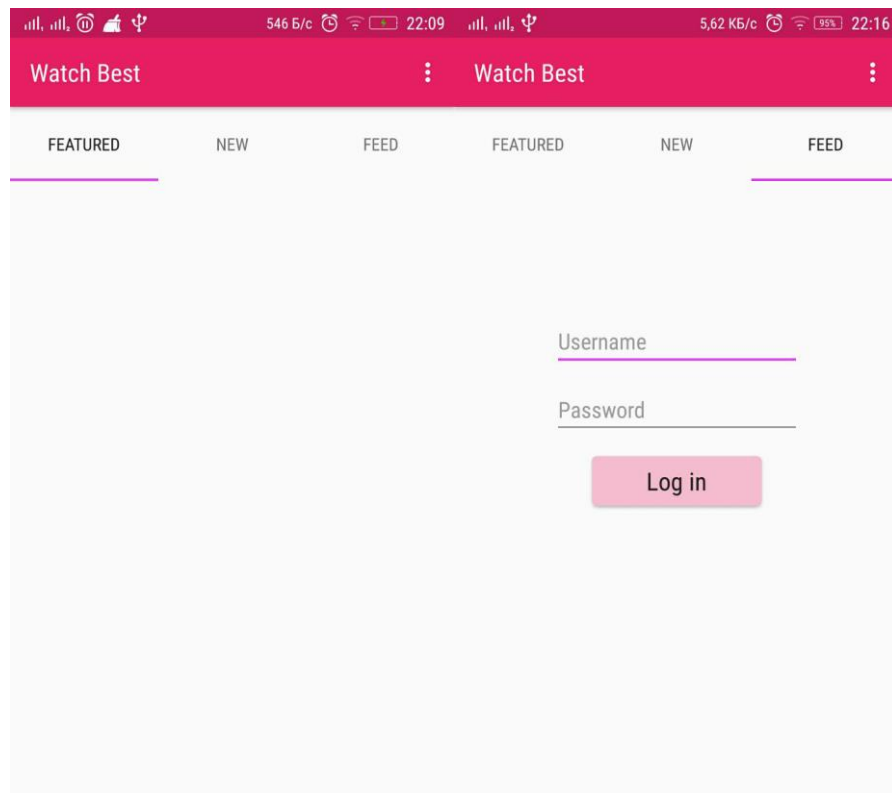 546 Б/с 22:09
Watch Best
FEATURED NEW FEED
5,62 КБ/с 95% 22:16
Watch Best
FEATURED NEW FEED
Username
Password
Log in